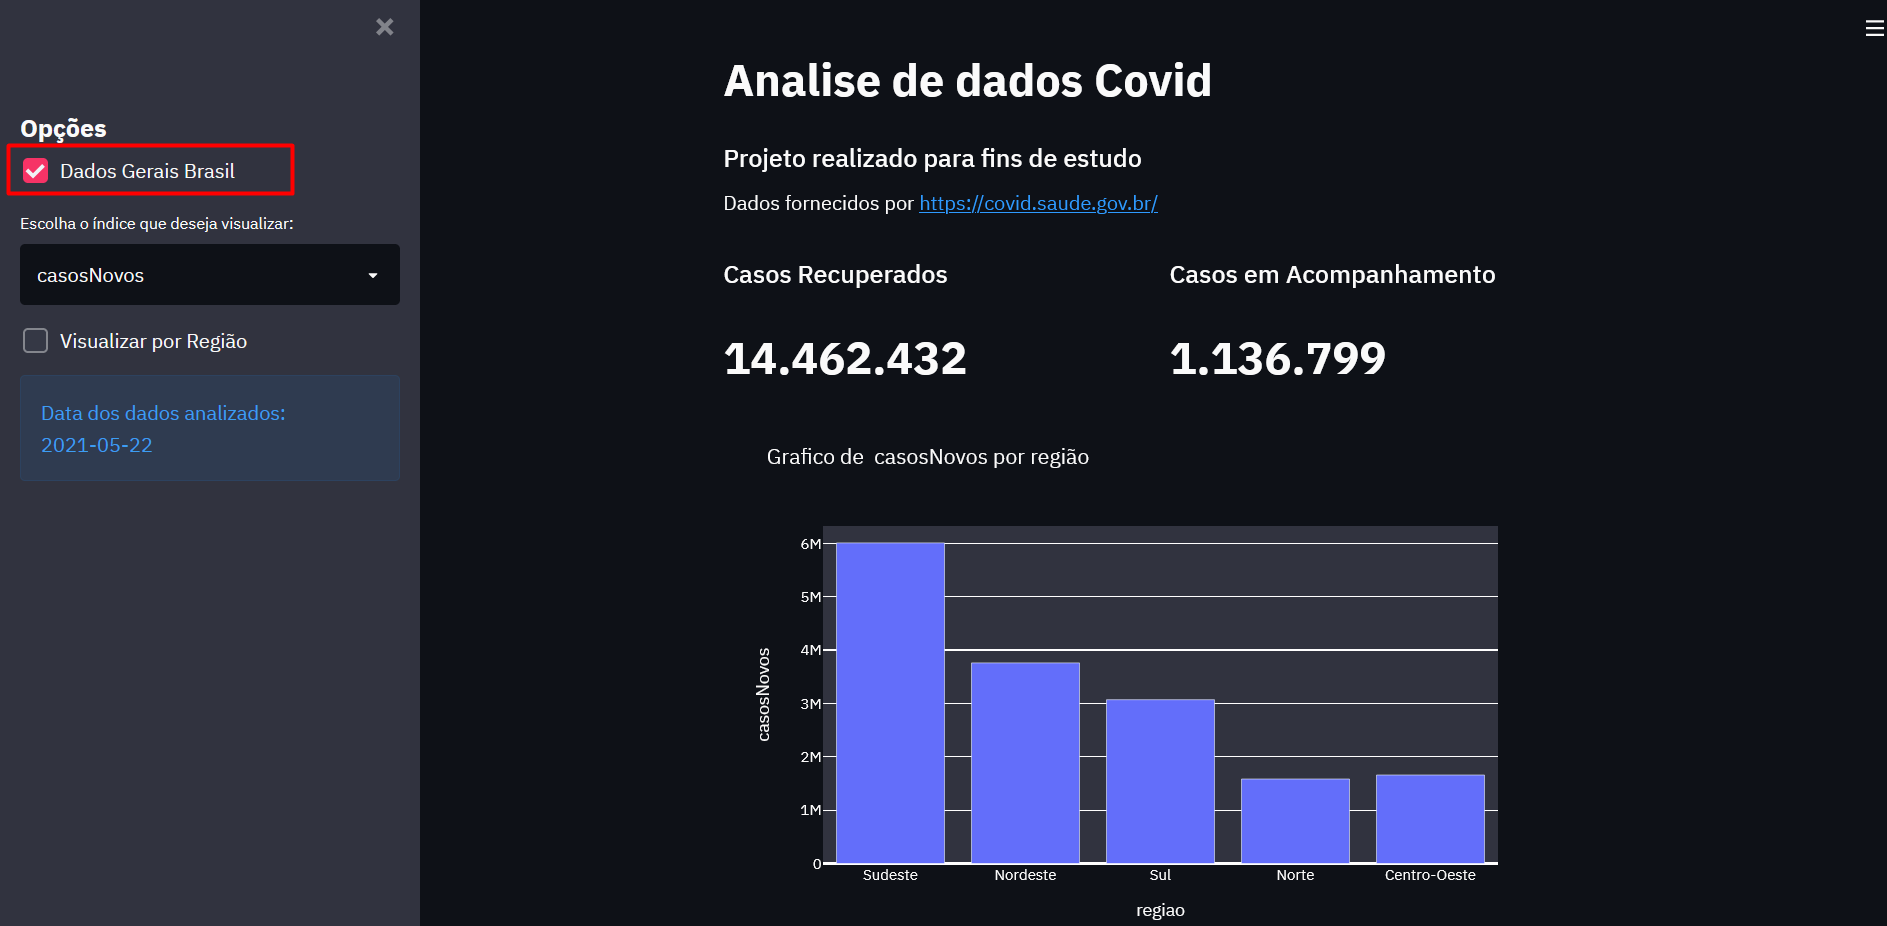 Opções
Dados Gerais Brasil
Escolha o índice que deseja visualizar:
casosNovos
Visualizar por Região
Data dos dados analizados:
2021-05-22
Analise de dados Covid
Projeto realizado para fins de estudo
Dados fornecidos por https://covid.saude.gov.br/
Casos Recuperados
14.462.432
Casos em Acompanhamento
1.136.799
Grafico de  casosNovos por região
casosNovos
6M
5M
4M
3M
2M
1M
0
Sudeste Nordeste Sul Norte Centro-Oeste
regiao